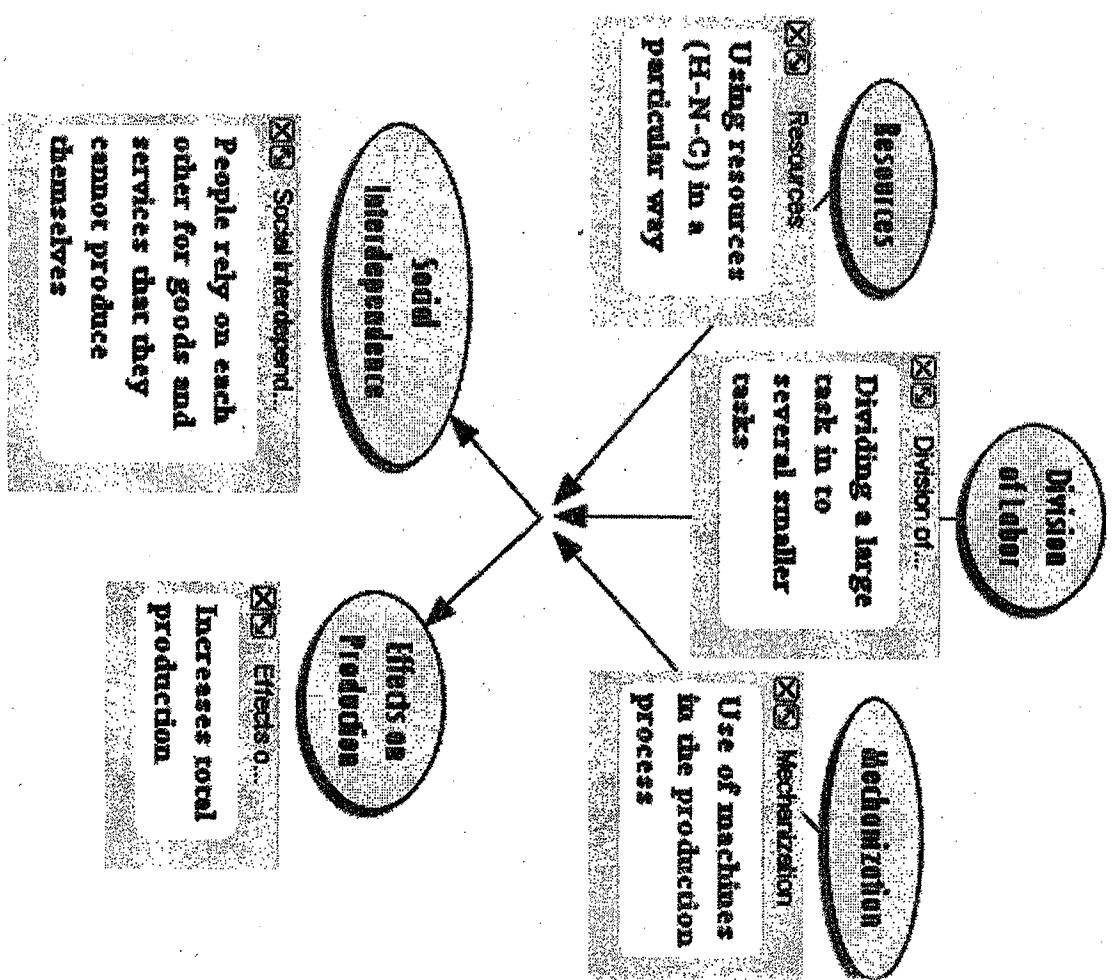 Division
of Labor
Division of...
Dividing a large
task in to
several smaller
tasks
Resources
Resources
Using resources
(H-N-C) in a
particular way
Mechanization
Mechanization
Use of machines
in the production
process
Social
Interdependence
Social Interdepend...
People rely on each
other for goods and
services that they
cannot produce
themselves
Effects on
Production
Effects o...
Increases total
production